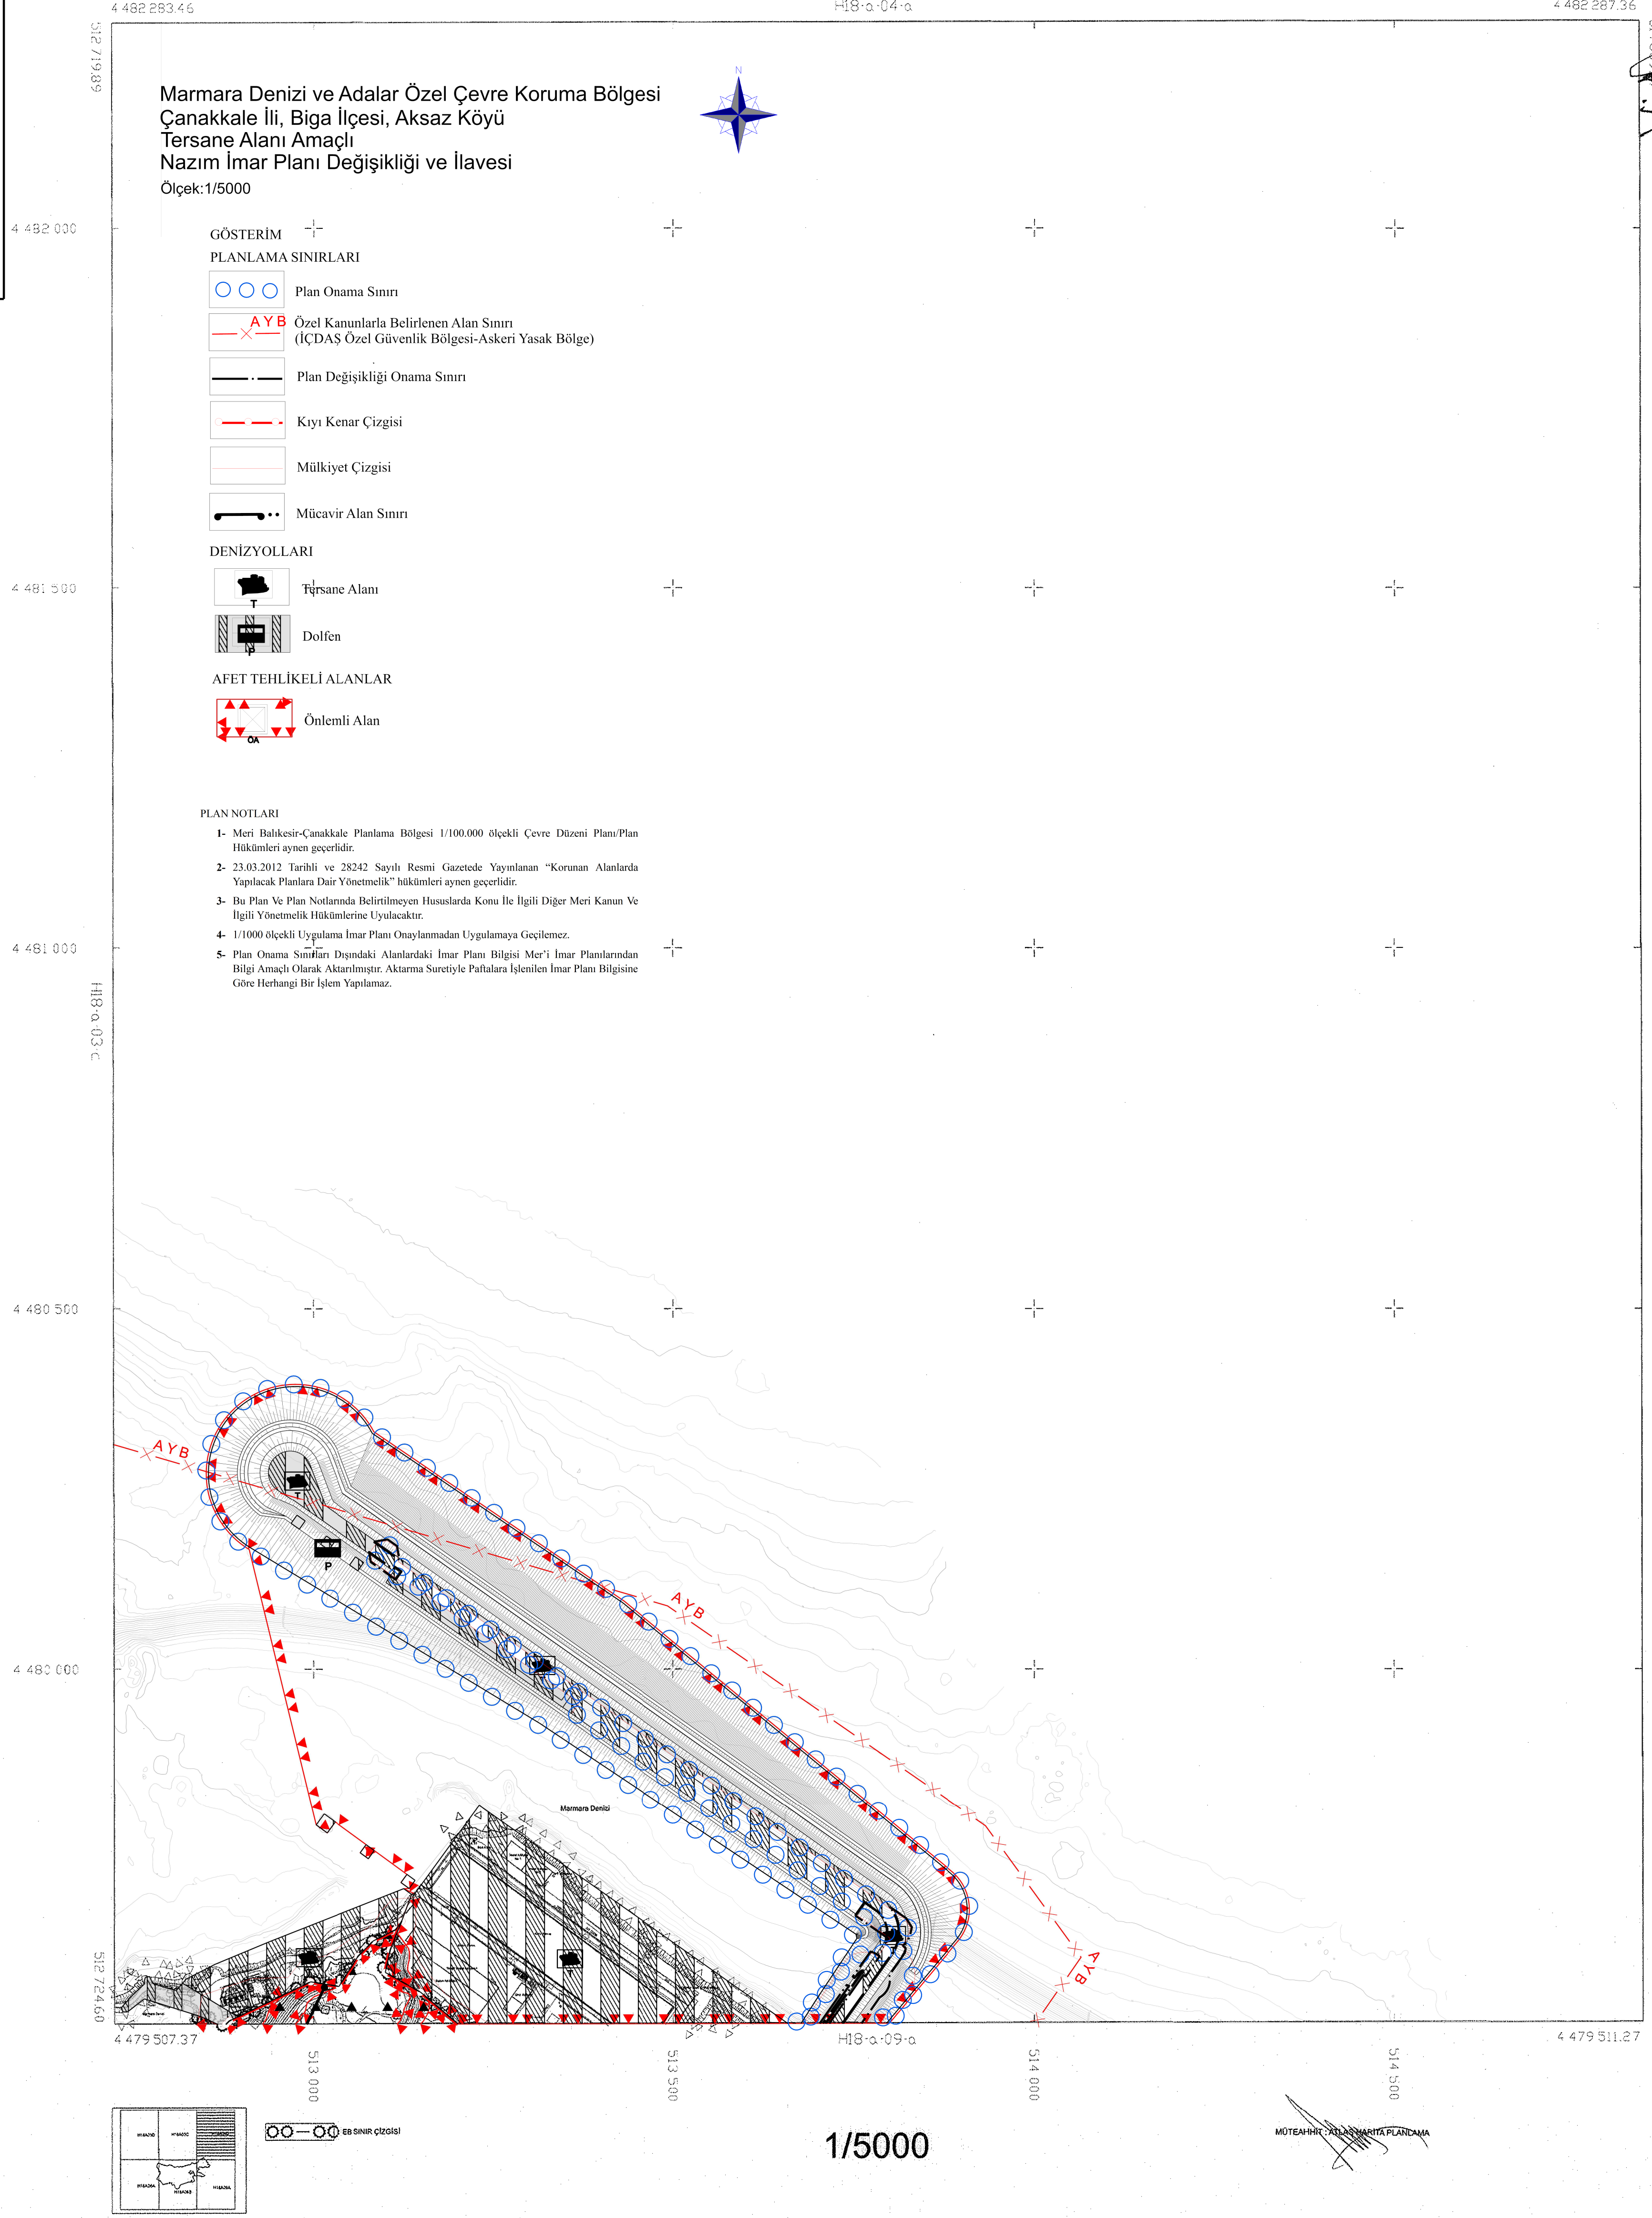 4 482 283.46
H18-a-04-a
4 482 287.36
512 719.89
Marmara Denizi ve Adalar Özel Çevre Koruma Bölgesi
Çanakkale İli, Biga İlçesi, Aksaz Köyü
Tersane Alanı Amaçlı
Nazım İmar Planı Değişikliği ve İlavesi
Ölçek:1/5000
N
4 482 000
GÖSTERİM
PLANLAMA SINIRLARI
Plan Onama Sınırı
A Y B
Özel Kanunlarla Belirlenen Alan Sınırı
(İÇDAŞ Özel Güvenlik Bölgesi-Askeri Yasak Bölge)
Plan Değişikliği Onama Sınırı
Kıyı Kenar Çizgisi
Mülkiyet Çizgisi
Mücavir Alan Sınırı
DENİZYOLLARI
4 481 500
Tersane Alanı
T
Dolfen
P
AFET TEHLİKELİ ALANLAR
Önlemli Alan
ÖA
PLAN NOTLARI
1- Meri Balıkesir-Çanakkale Planlama Bölgesi 1/100.000 ölçekli Çevre Düzeni Planı/Plan
Hükümleri aynen geçerlidir.
2- 23.03.2012 Tarihli ve 28242 Sayılı Resmi Gazetede Yayınlanan “Korunan Alanlarda
Yapılacak Planlara Dair Yönetmelik” hükümleri aynen geçerlidir.
3- Bu Plan Ve Plan Notlarında Belirtilmeyen Hususlarda Konu İle İlgili Diğer Meri Kanun Ve
İlgili Yönetmelik Hükümlerine Uyulacaktır.
4- 1/1000 ölçekli Uygulama İmar Planı Onaylanmadan Uygulamaya Geçilemez.
4 481 000
5- Plan Onama Sınırları Dışındaki Alanlardaki İmar Planı Bilgisi Mer’i İmar Planılarından
Bilgi Amaçlı Olarak Aktarılmıştır. Aktarma Suretiyle Paftalara İşlenilen İmar Planı Bilgisine
Göre Herhangi Bir İşlem Yapılamaz.
H18-a-03-c
4 480 500
AYB
T
P
AYB
4 480 000
Marmara Denizi
AYB
512 724.60
4 479 507.37
H18-a-09-a
4 479 511.27
513 000
513 500
514 000
514 500
EB SINIR ÇİZGİSİ
1/5000
MÜTEAHHİT : ATLAS HARİTA PLANLAMA